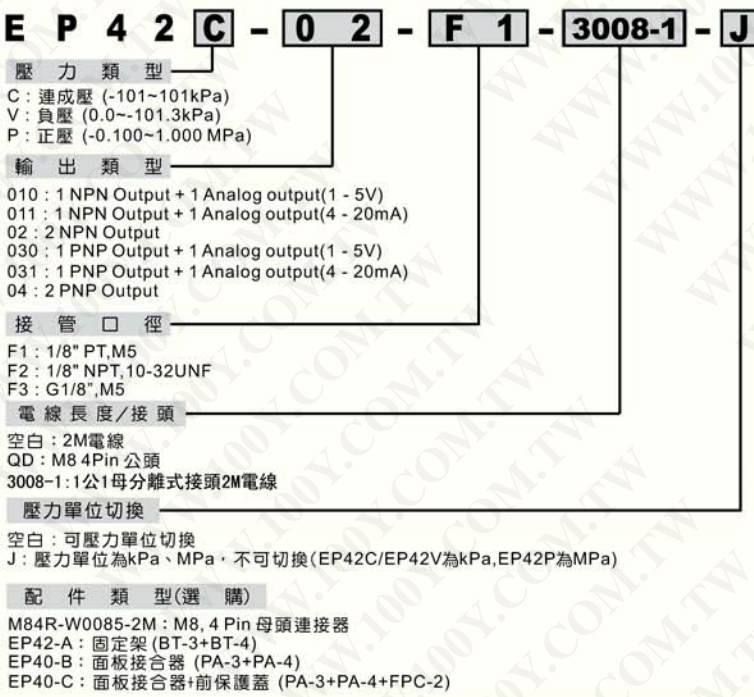 EP42C-02-F1-3008-1-J
壓力類型
C：連成壓 (-101~101kPa)
V：負壓 (0.0~-101.3kPa)
P：正壓 (-0.100~1.000 MPa)
輸出類型
010 : 1 NPN Output + 1 Analog output(1 - 5V)
011 : 1 NPN Output + 1 Analog output(4 - 20mA)
02 : 2 NPN Output
030 : 1 PNP Output + 1 Analog output(1 - 5V)
031 : 1 PNP Output + 1 Analog output(4 - 20mA)
04 : 2 PNP Output
接管口徑
F1 : 1/8" PT,M5
F2 : 1/8" NPT,10-32UNF
F3 : G1/8",M5
電線長度/接頭
空白：2M電線
QD：M8 4Pin 公頭
3008-1:1公1母分離式接頭2M電線
壓力單位切換
空白：可壓力單位切換
J：壓力單位為kPa、MPa，不可切換(EP42C/EP42V為kPa,EP42P為MPa)
配件類型(選購)
M84R-W0085-2M：M8, 4 Pin 母頭連接器
EP42-A：固定架 (BT-3+BT-4)
EP40-B：面板接合器 (PA-3+PA-4)
EP40-C：面板接合器+前保護蓋 (PA-3+PA-4+FPC-2)
WWW.100Y.COM.TW